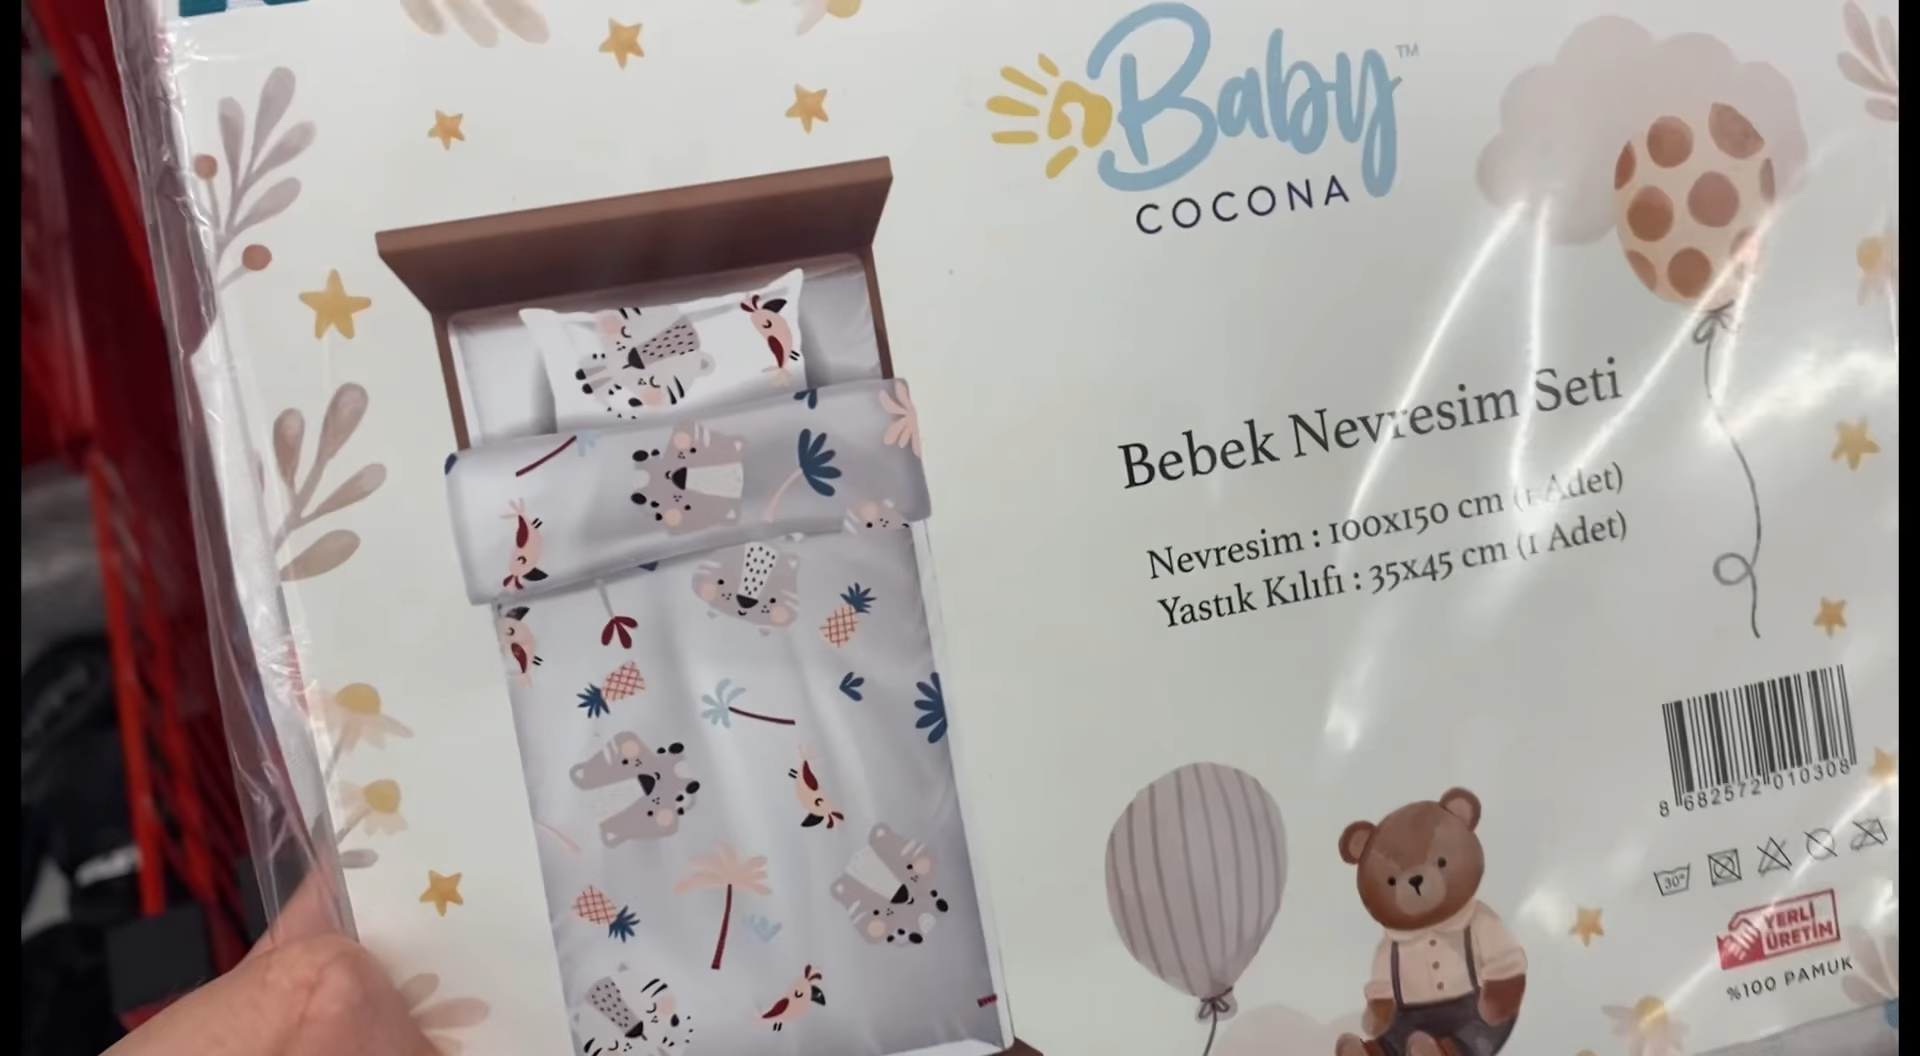 Baby™
COCONA
Bebek Nevresim Seti
Nevresim : 100x150 cm (1 Adet)
Yastık Kılıfı : 35x45 cm (1 Adet)
8 682572 010308
30°
YERLİ
ÜRETİM
%100 PAMUK